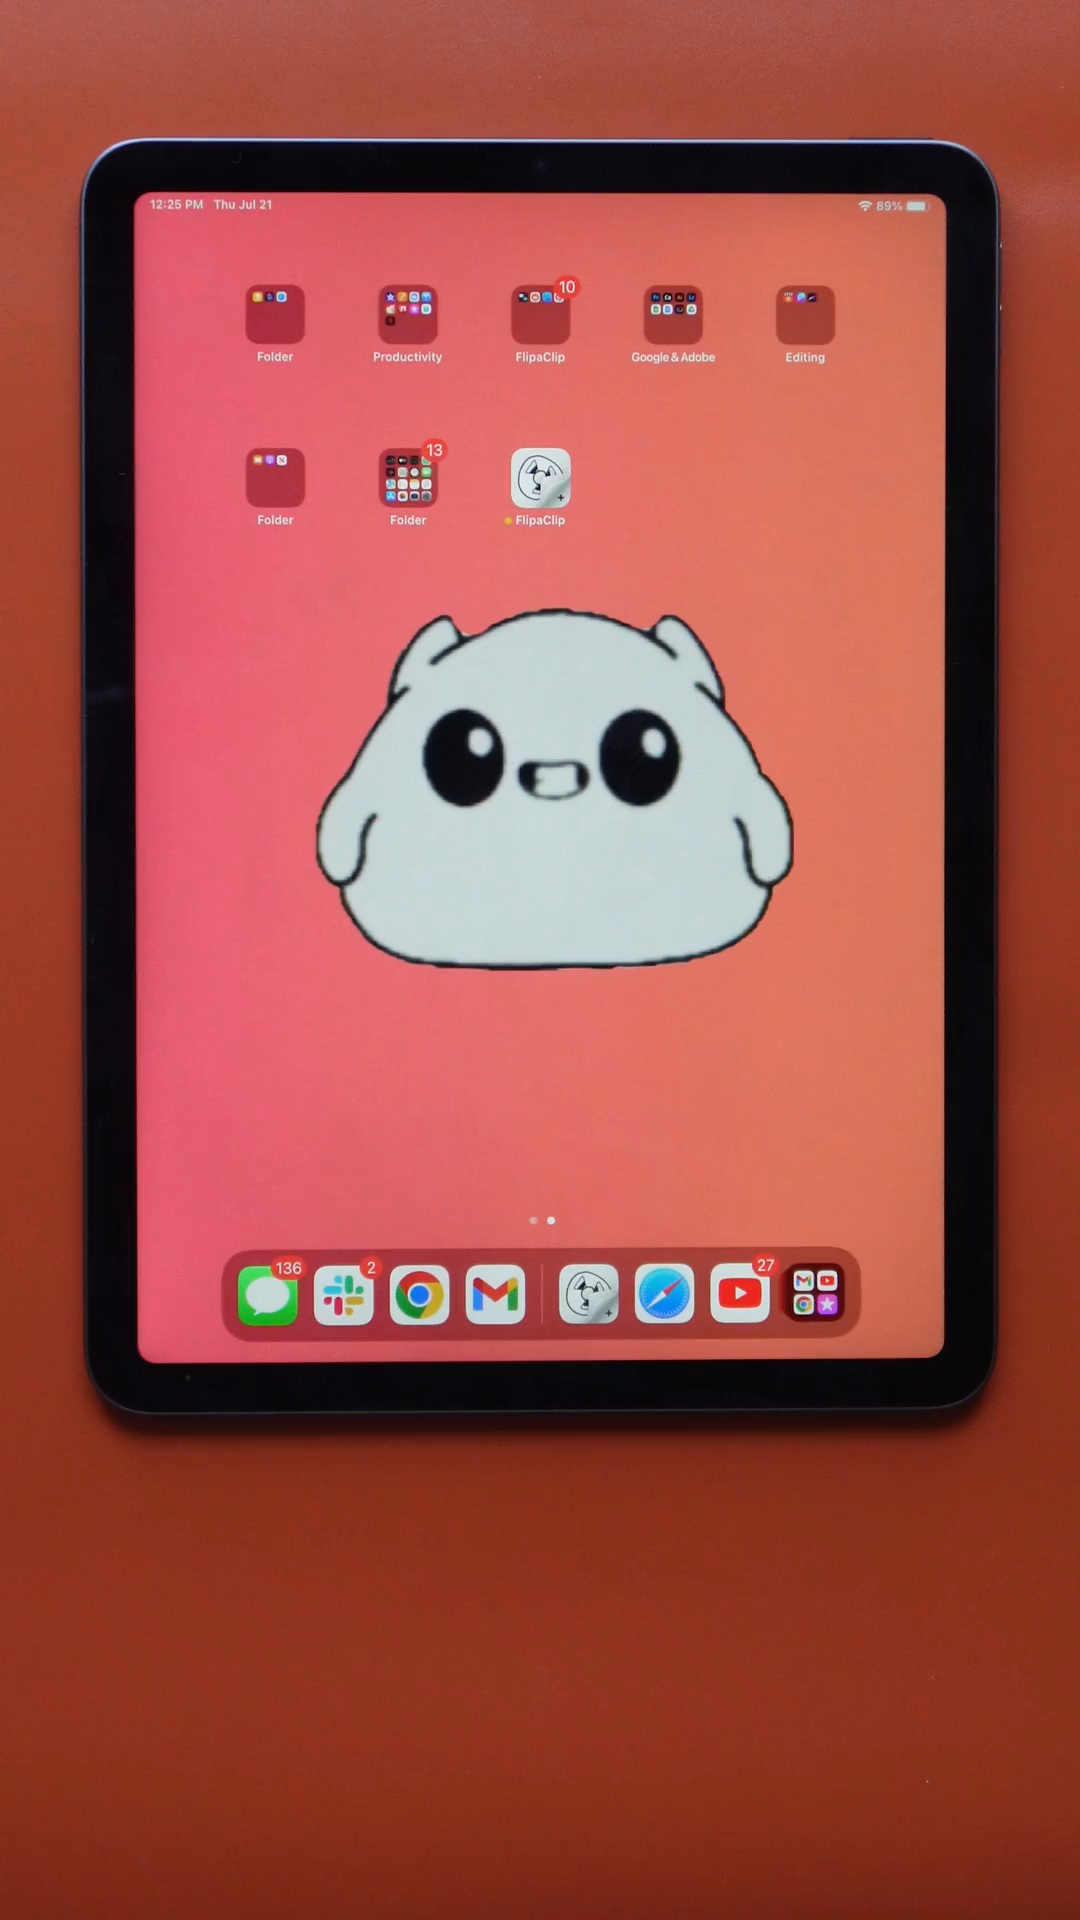 12:25 PM Thu Jul 21 89%
10
Folder Productivity FlipaClip Google & Adobe Editing
13
Folder Folder FlipaClip
136 2 27